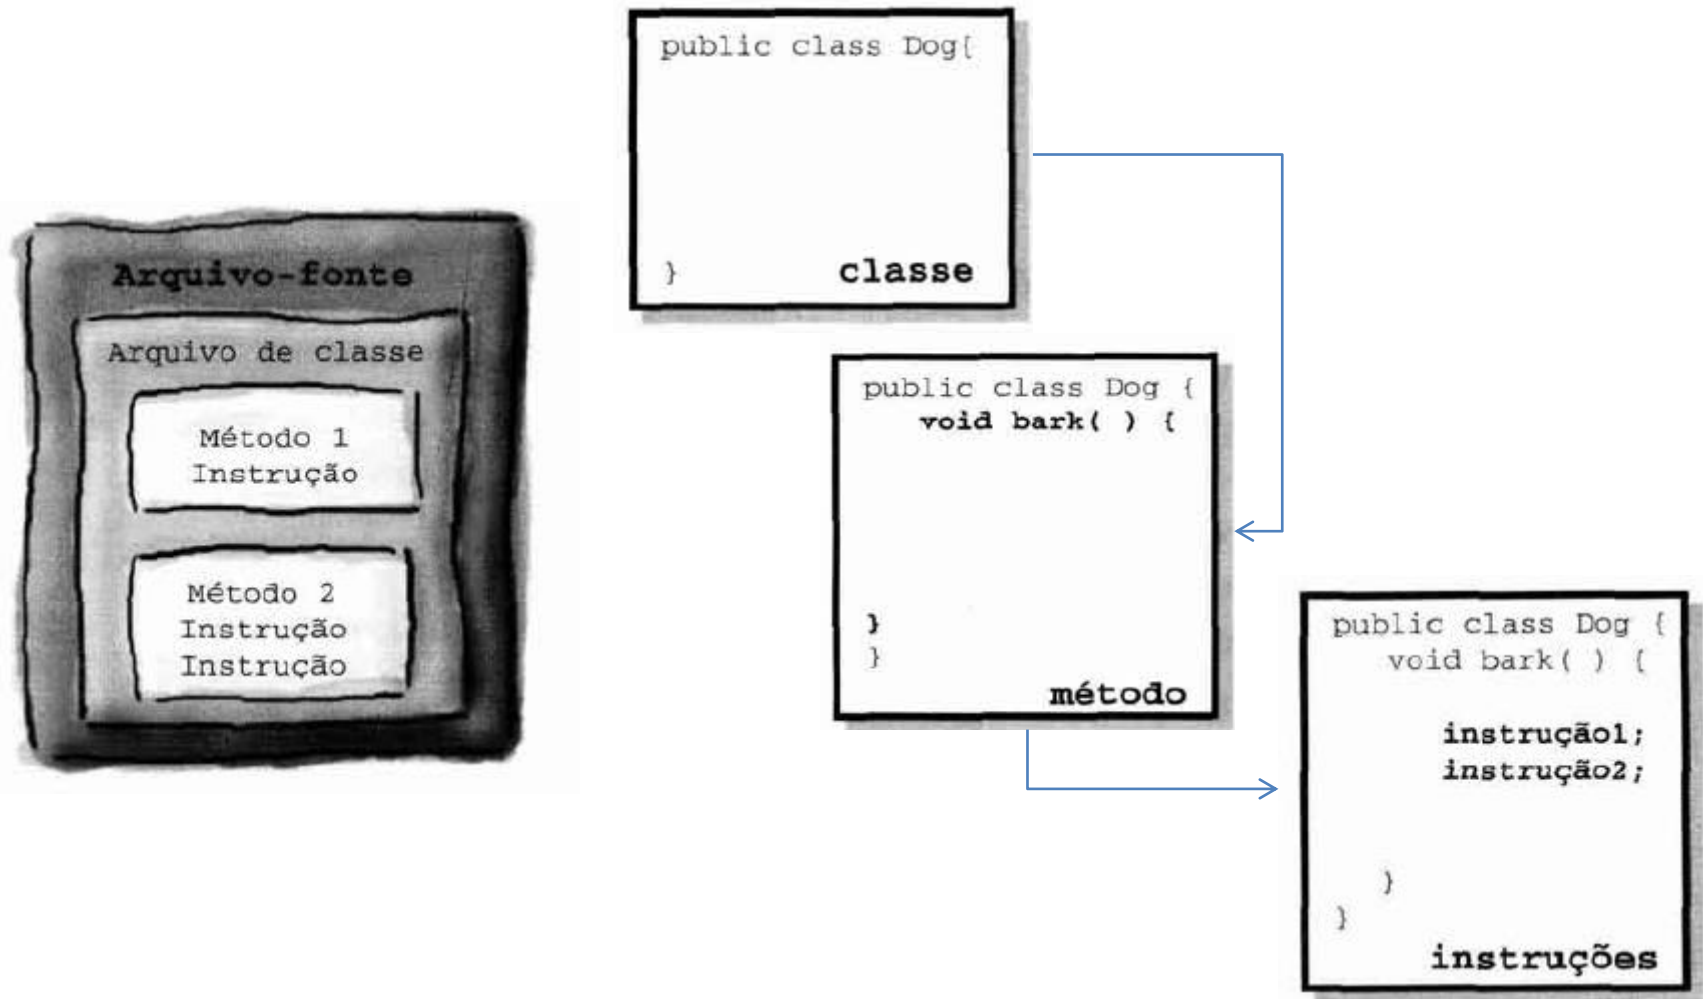 Arquivo-fonte
Arquivo de classe
Método 1
Instrução
Método 2
Instrução
Instrução
public class Dog{
}
classe
public class Dog {
void bark( ) {
}
}
método
public class Dog {
void bark( ) {
instrução1;
instrução2;
}
}
instruções